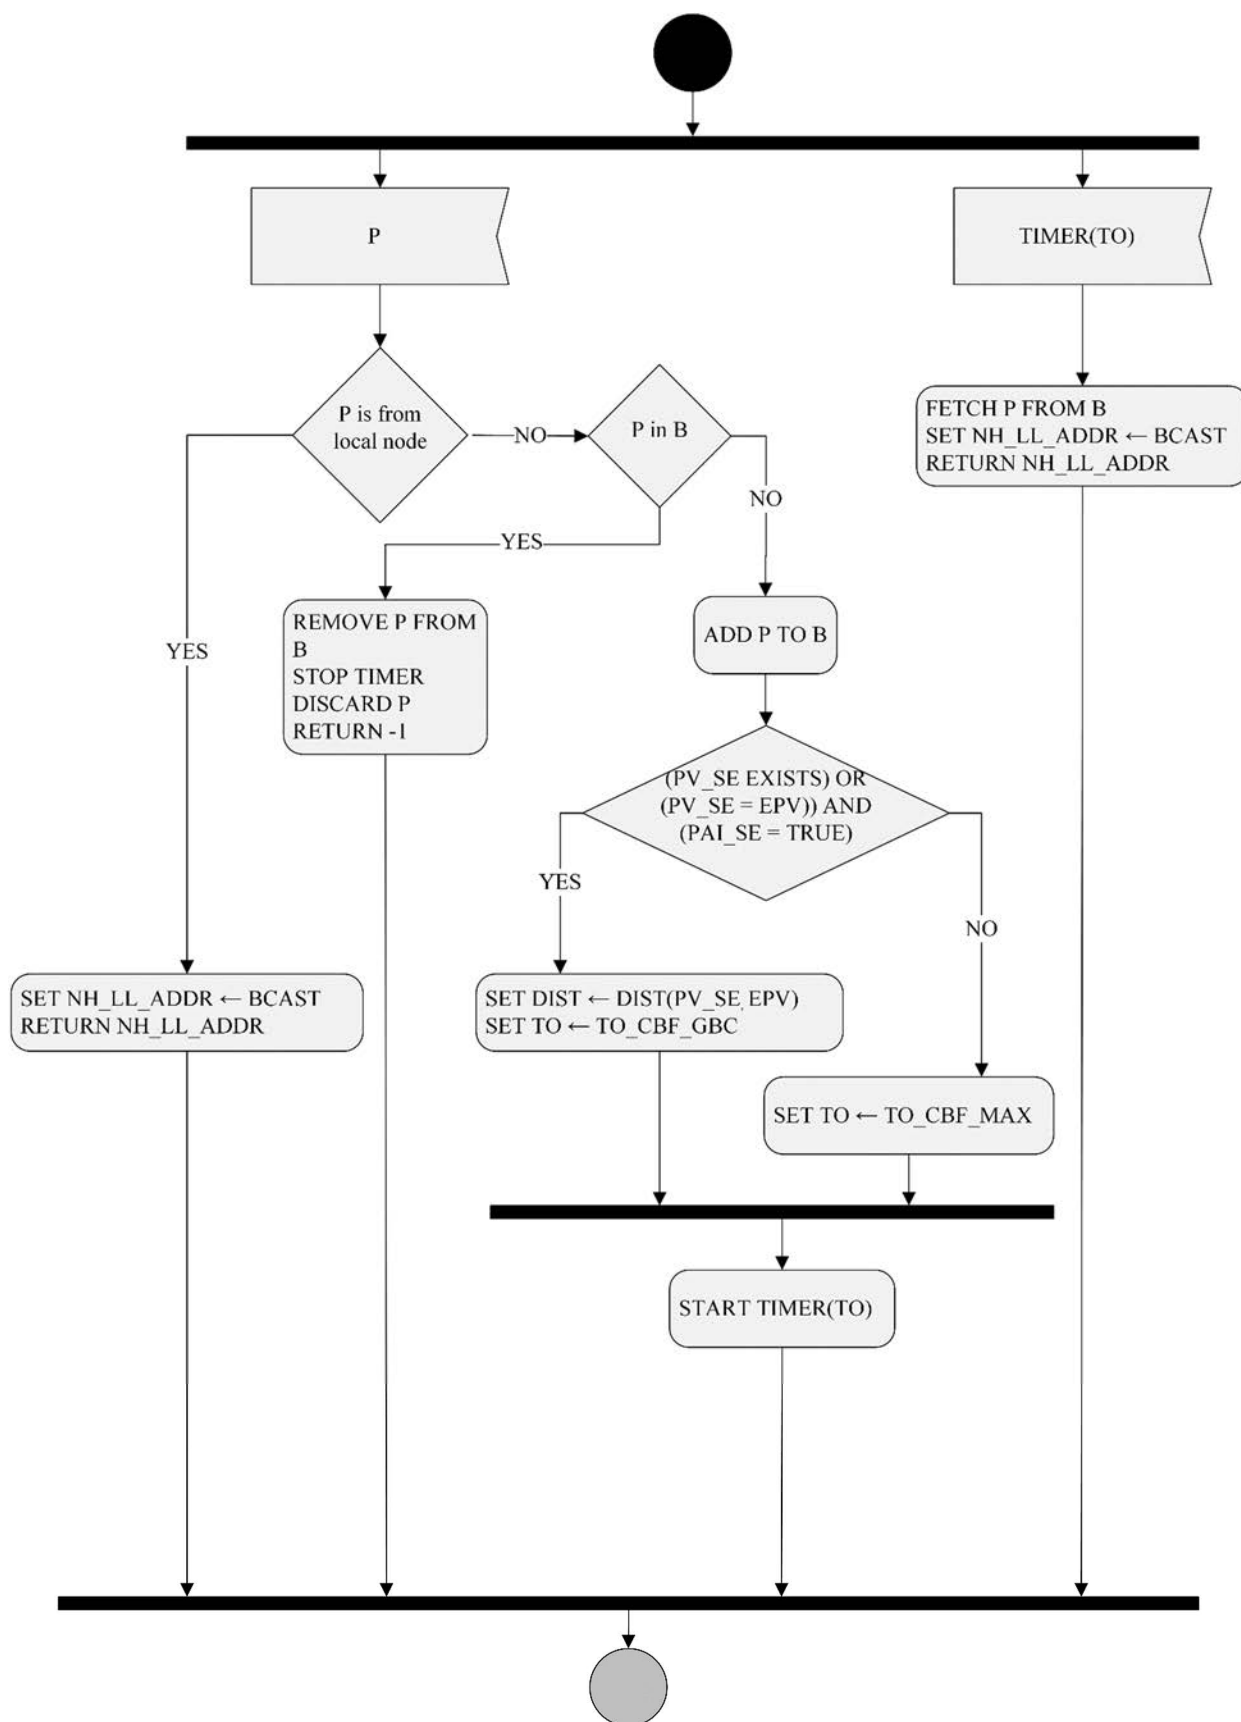 P
TIMER(TO)
P is from
local node
NO
P in B
NO
YES
YES
FETCH P FROM B
SET NH_LL_ADDR ← BCAST
RETURN NH_LL_ADDR
REMOVE P FROM
B
STOP TIMER
DISCARD P
RETURN -1
ADD P TO B
(PV_SE EXISTS) OR
(PV_SE = EPV)) AND
(PAI_SE = TRUE)
YES
NO
SET NH_LL_ADDR ← BCAST
RETURN NH_LL_ADDR
SET DIST ← DIST(PV_SE, EPV)
SET TO ← TO_CBF_GBC
SET TO ← TO_CBF_MAX
START TIMER(TO)